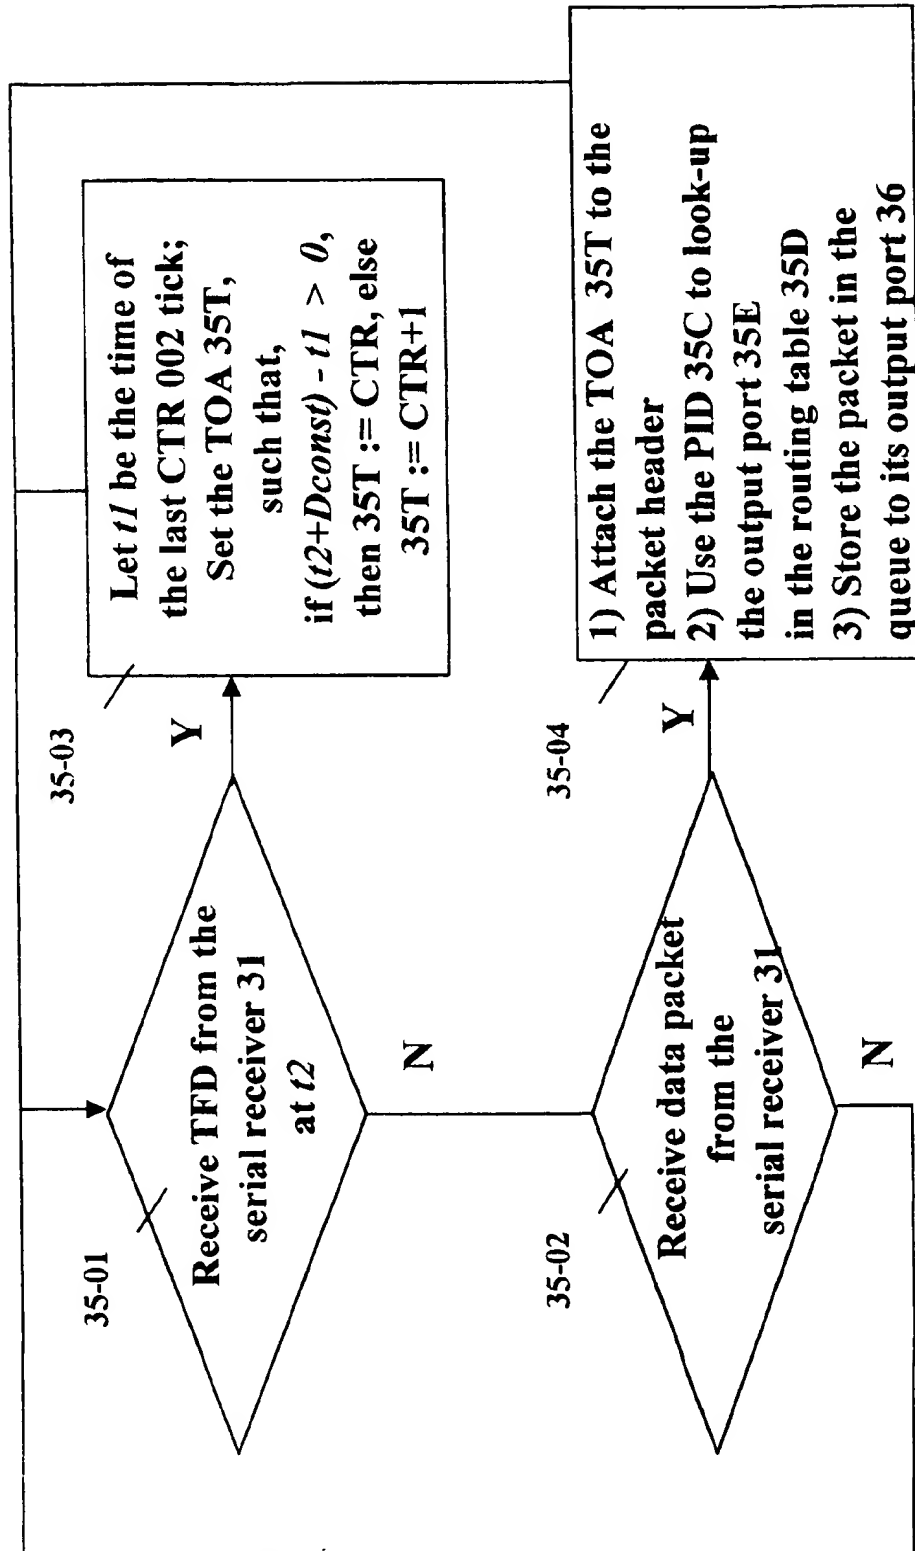 35-01
Receive TFD from the
serial receiver 31
at t2
Y
N
35-03
Let t1 be the time of
the last CTR 002 tick;
Set the TOA 35T,
such that,
if (t2+Dconst) - t1 > 0,
then 35T := CTR, else
35T := CTR+1
35-02
Receive data packet
from the
serial receiver 31
Y
N
35-04
1) Attach the TOA 35T to the
packet header
2) Use the PID 35C to look-up
the output port 35E
in the routing table 35D
3) Store the packet in the
queue to its output port 36